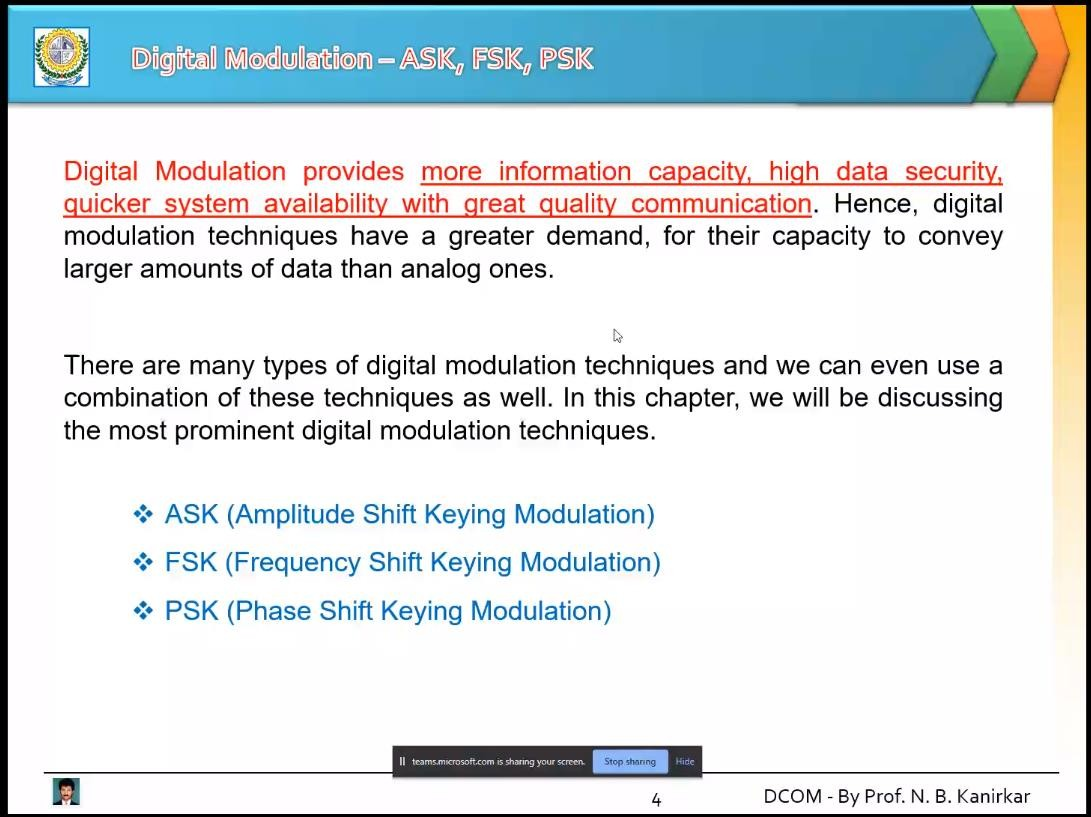 Digital Modulation – ASK, FSK, PSK
Digital Modulation provides more information capacity, high data security,
quicker system availability with great quality communication. Hence, digital
modulation techniques have a greater demand, for their capacity to convey
larger amounts of data than analog ones.
There are many types of digital modulation techniques and we can even use a
combination of these techniques as well. In this chapter, we will be discussing
the most prominent digital modulation techniques.
❖ ASK (Amplitude Shift Keying Modulation)
❖ FSK (Frequency Shift Keying Modulation)
❖ PSK (Phase Shift Keying Modulation)
teams.microsoft.com is sharing your screen. Stop sharing Hide
4 DCOM - By Prof. N. B. Kanirkar